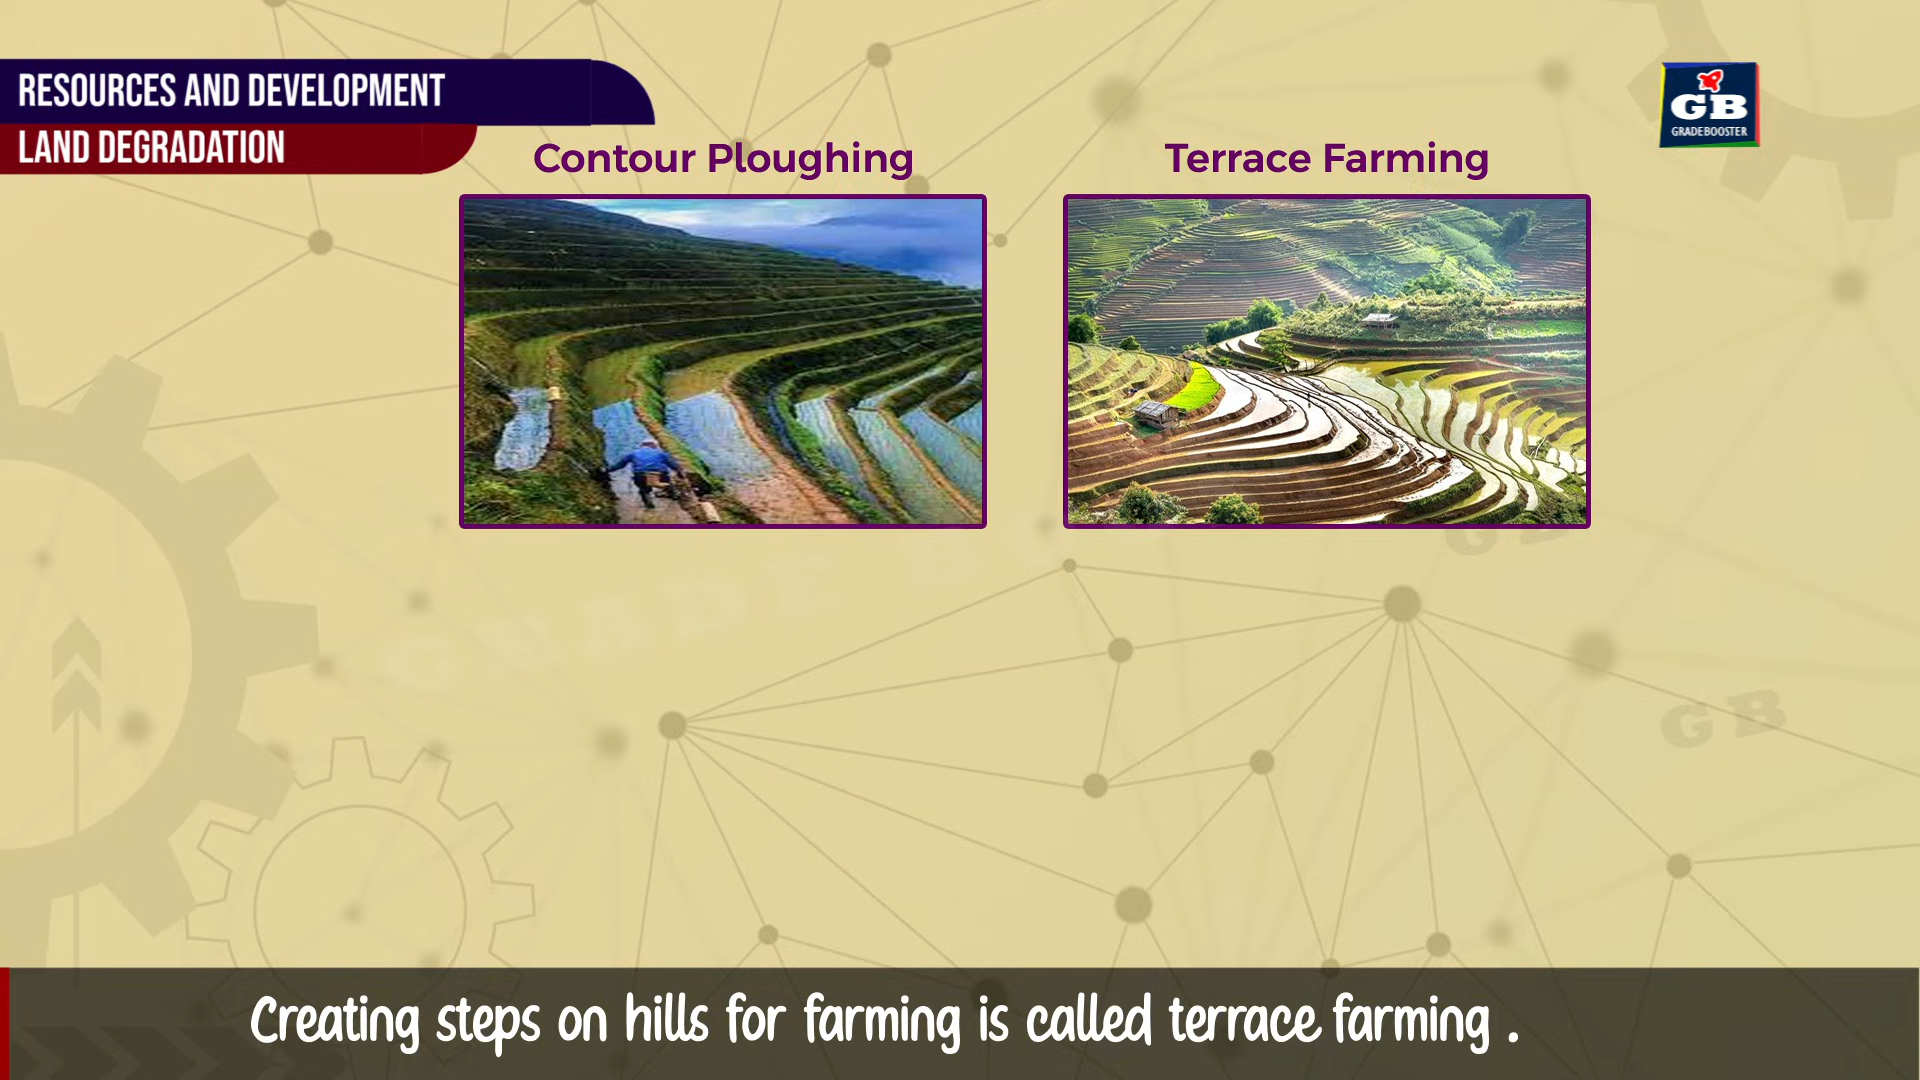 RESOURCES AND DEVELOPMENT
LAND DEGRADATION
GB
GRADEBOOSTER
Contour Ploughing
Terrace Farming
GB
Creating steps on hills for farming is called terrace farming .